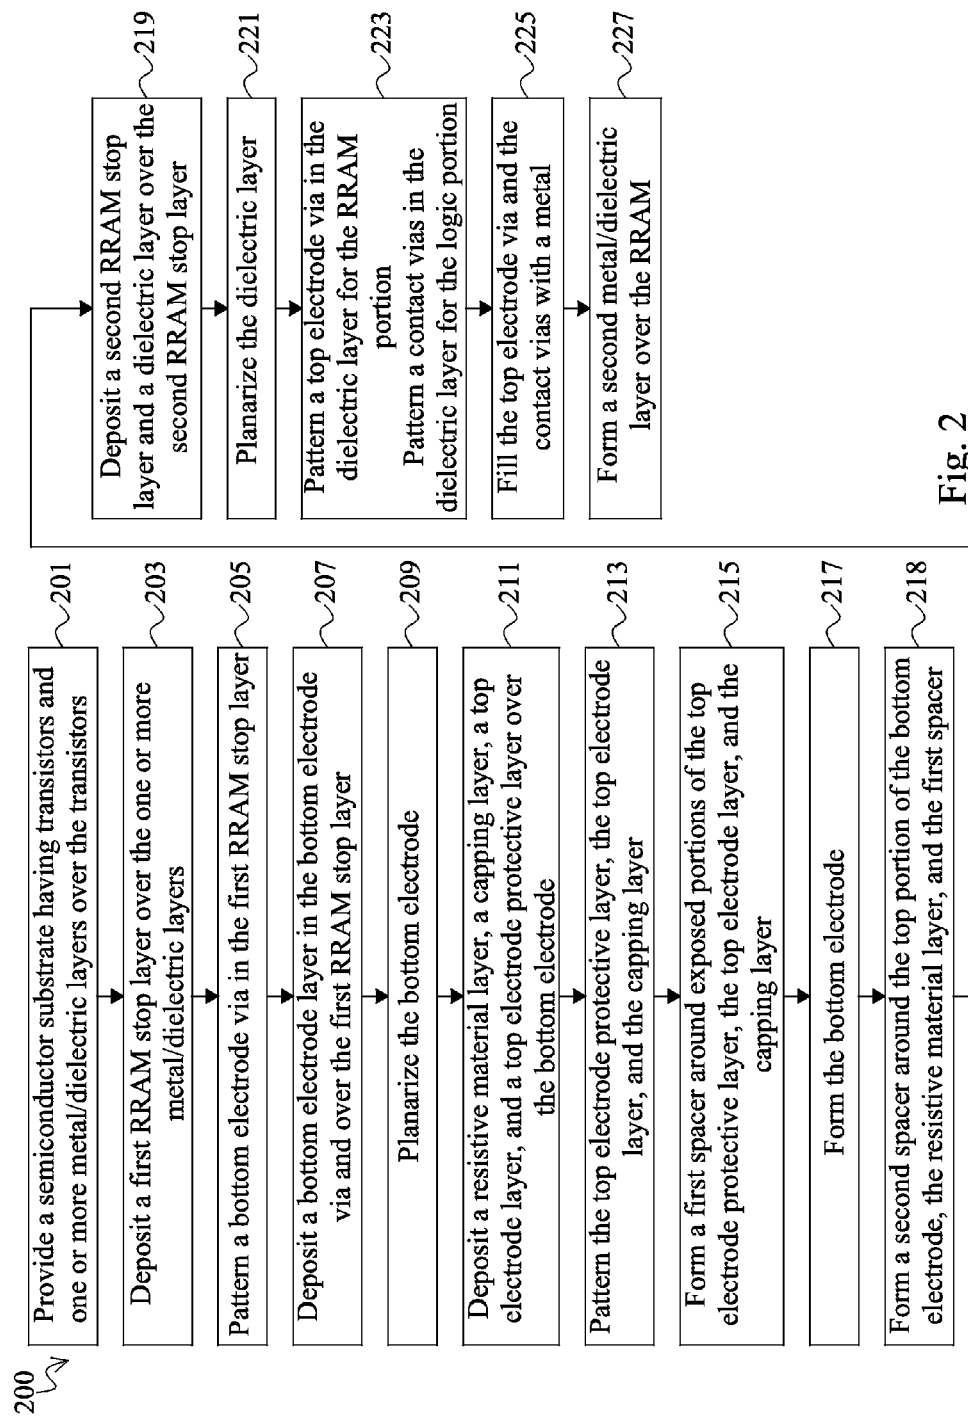 200
Provide a semiconductor substrate having transistors and
one or more metal/dielectric layers over the transistors
201
Deposit a first RRAM stop layer over the one or more
metal/dielectric layers
203
Pattern a bottom electrode via in the first RRAM stop layer
205
Deposit a bottom electrode layer in the bottom electrode
via and over the first RRAM stop layer
207
Planarize the bottom electrode
209
Deposit a resistive material layer, a capping layer, a top
electrode layer, and a top electrode protective layer over
the bottom electrode
211
Pattern the top electrode protective layer, the top electrode
layer, and the capping layer
213
Form a first spacer around exposed portions of the top
electrode protective layer, the top electrode layer, and the
capping layer
215
Form the bottom electrode
217
Form a second spacer around the top portion of the bottom
electrode, the resistive material layer, and the first spacer
218
Deposit a second RRAM stop
layer and a dielectric layer over the
second RRAM stop layer
219
Planarize the dielectric layer
221
Pattern a top electrode via in the
dielectric layer for the RRAM
portion
Pattern a contact vias in the
dielectric layer for the logic portion
223
Fill the top electrode via and the
contact vias with a metal
225
Form a second metal/dielectric
layer over the RRAM
227
Fig. 2